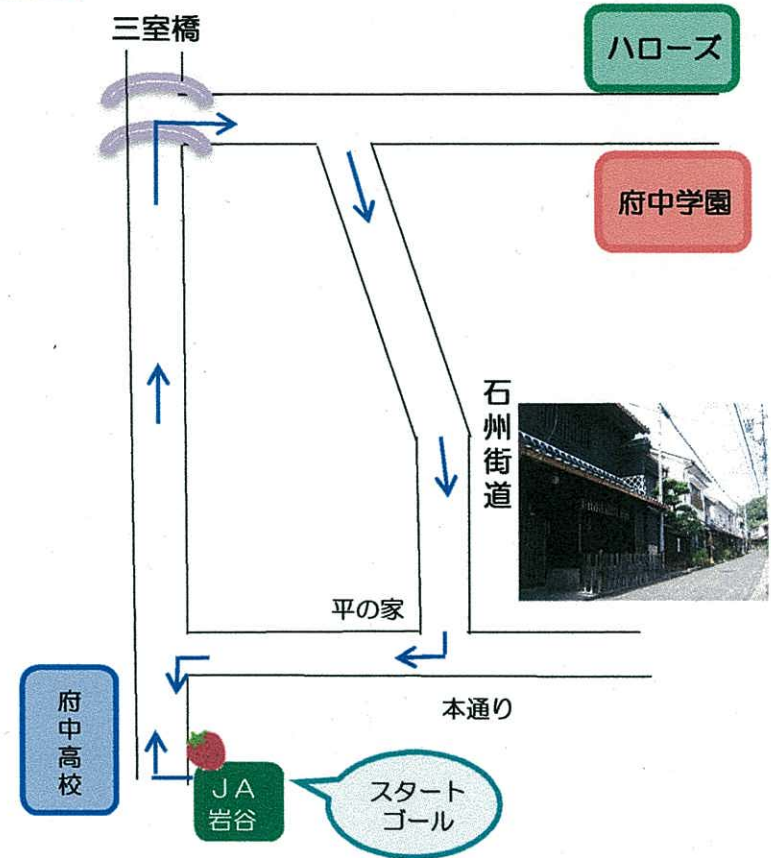 三室橋
ハローズ
府中学園
石州街道
平の家
本通り
府中高校
JA
岩谷
スタート
ゴール